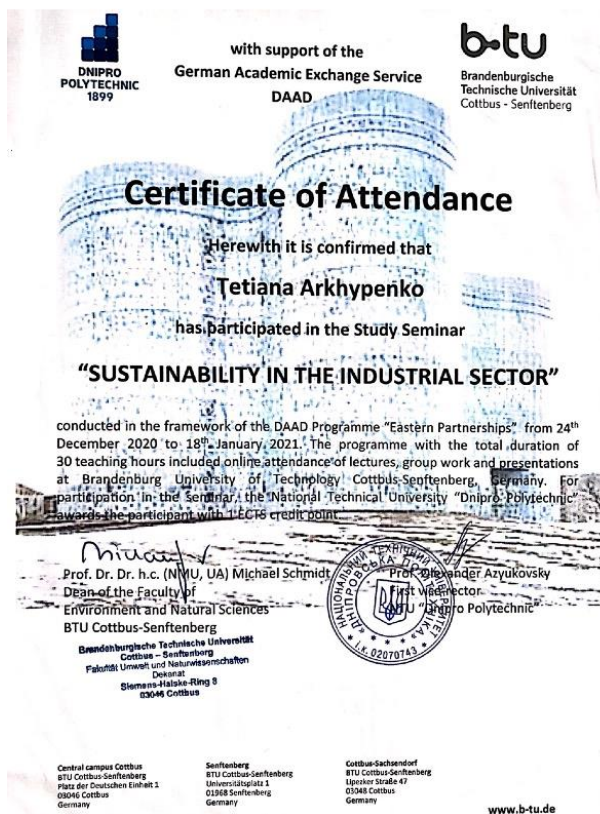 DNIPRO
POLYTECHNIC
1899
with support of the
German Academic Exchange Service
DAAD
b-tu
Brandenburgische
Technische Universität
Cottbus - Senftenberg
Certificate of Attendance
Herewith it is confirmed that
Tetiana Arkhypenko
has participated in the Study Seminar
“SUSTAINABILITY IN THE INDUSTRIAL SECTOR”
conducted in the framework of the DAAD Programme “Eastern Partnerships” from 24th
December 2020 to 18th January, 2021. The programme with the total duration of
30 teaching hours included online attendance of lectures, group work and presentations
at Brandenburg University of Technology Cottbus-Senftenberg, Germany. For
participation in the Seminar, the National Technical University “Dnipro Polytechnic”
awards the participant with 1 ECTS credit point.
Prof. Dr. Dr. h.c. (NMU, UA) Michael Schmidt
Dean of the Faculty of
Environment and Natural Sciences
BTU Cottbus-Senftenberg
Brandenburgische Technische Universität
Cottbus – Senftenberg
Fakultät Umwelt und Naturwissenschaften
Dekanat
Siemens-Halske-Ring 8
03046 Cottbus
Prof. Olexander Azyukovsky
First vice-rector
NTU “Dnipro Polytechnic”
НАЦІОНАЛЬНИЙ ТЕХНІЧНИЙ УНІВЕРСИТЕТ
ДНІПРОВСЬКА ПОЛІТЕХНІКА
і.к. 02070743
Central campus Cottbus
BTU Cottbus-Senftenberg
Platz der Deutschen Einheit 1
03046 Cottbus
Germany
Senftenberg
BTU Cottbus-Senftenberg
Universitätsplatz 1
01968 Senftenberg
Germany
Cottbus-Sachsendorf
BTU Cottbus-Senftenberg
Lipezker Straße 47
03048 Cottbus
Germany
www.b-tu.de